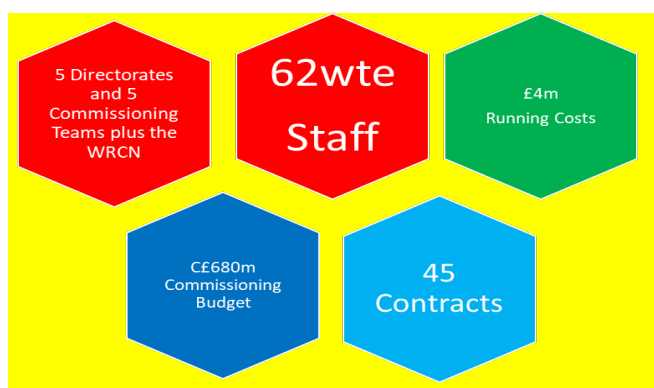 5 Directorates
and 5
Commissioning
Teams plus the
WRCN
62wte
Staff
£4m
Running Costs
C£680m
Commissioning
Budget
45
Contracts